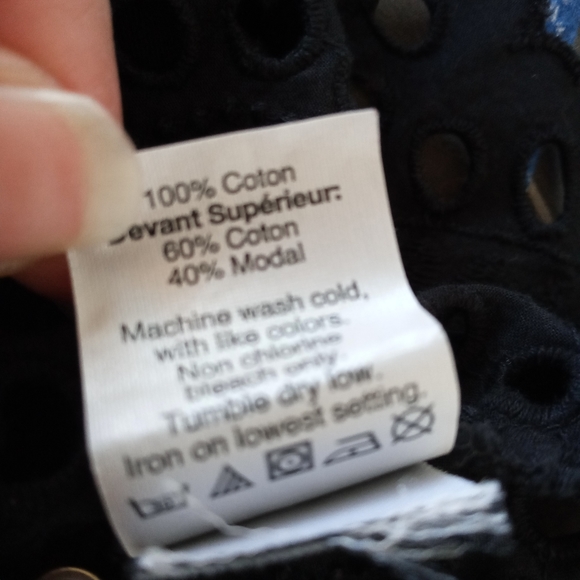 100% Coton
Devant Supérieur:
60% Coton
40% Modal
Machine wash cold,
with like colors.
Non chlorine
bleach only.
Tumble dry low.
Iron on lowest setting.